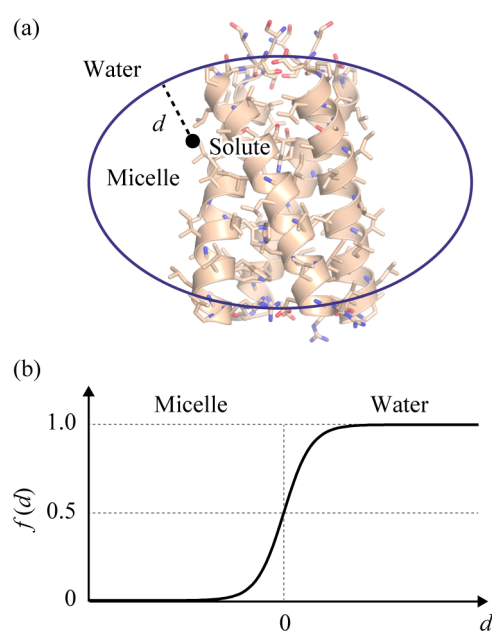 (a)
Water
d
Solute
Micelle
(b)
Micelle Water
1.0
f(d)
0.5
0
0 d